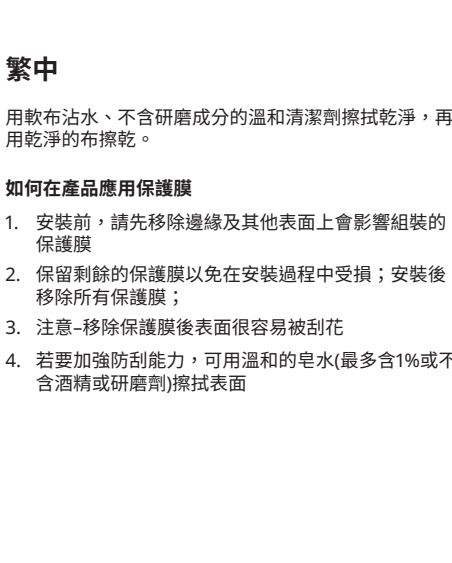 繁中
用軟布沾水、不含研磨成分的溫和清潔劑擦拭乾淨，再
用乾淨的布擦乾。
如何在產品應用保護膜
1. 安裝前，請先移除邊緣及其他表面上會影響組裝的
保護膜
2. 保留剩餘的保護膜以免在安裝過程中受損；安裝後
移除所有保護膜；
3. 注意–移除保護膜後表面很容易被刮花
4. 若要加強防刮能力，可用溫和的皂水(最多含1%或不
含酒精或研磨劑)擦拭表面